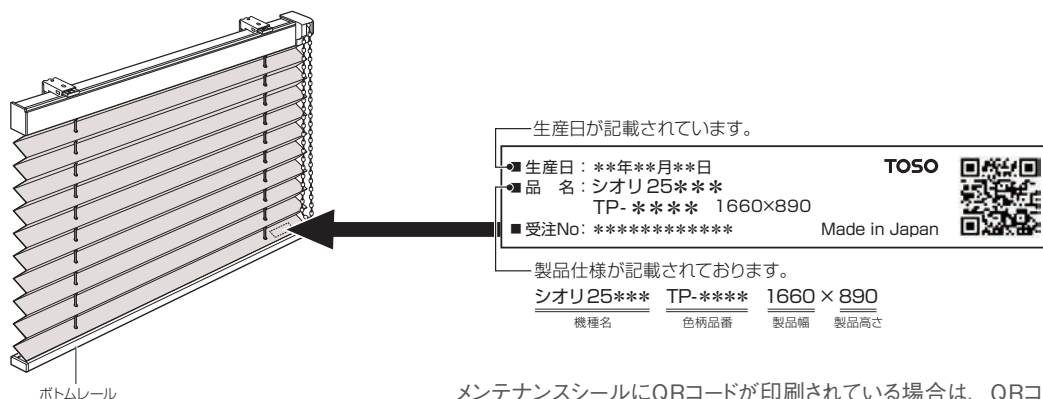 生産日が記載されています。
■ 生産日：**年**月**日
TOSO
■ 品　名：シオリ25＊＊＊
TP-＊＊＊＊ 1660×890
■ 受注No：************
Made in Japan
製品仕様が記載されております。
シオリ25*** TP-**** 1660 × 890
機種名 色柄品番 製品幅 製品高さ
ボトムレール
メンテナンスシールにQRコードが印刷されている場合は、QRコ